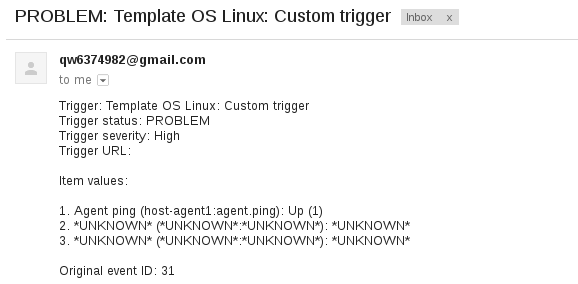 PROBLEM: Template OS Linux: Custom trigger Inbox x
qw6374982@gmail.com
to me
Trigger: Template OS Linux: Custom trigger
Trigger status: PROBLEM
Trigger severity: High
Trigger URL:
Item values:
1. Agent ping (host-agent1:agent.ping): Up (1)
2. *UNKNOWN* (*UNKNOWN*:*UNKNOWN*): *UNKNOWN*
3. *UNKNOWN* (*UNKNOWN*:*UNKNOWN*): *UNKNOWN*
Original event ID: 31